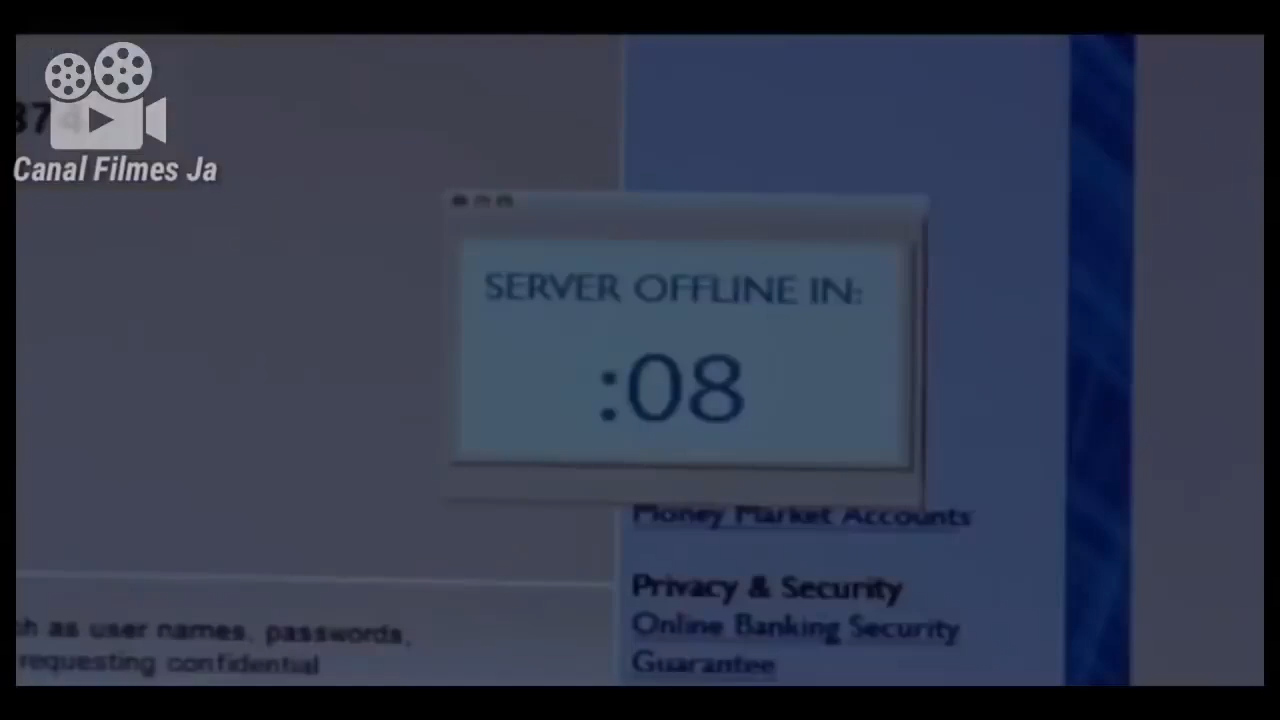 Canal Filmes Ja
SERVER OFFLINE IN:
:08
Money Market Accounts
Privacy & Security
Online Banking Security
Guarantee
as user names, passwords,
requesting confidential